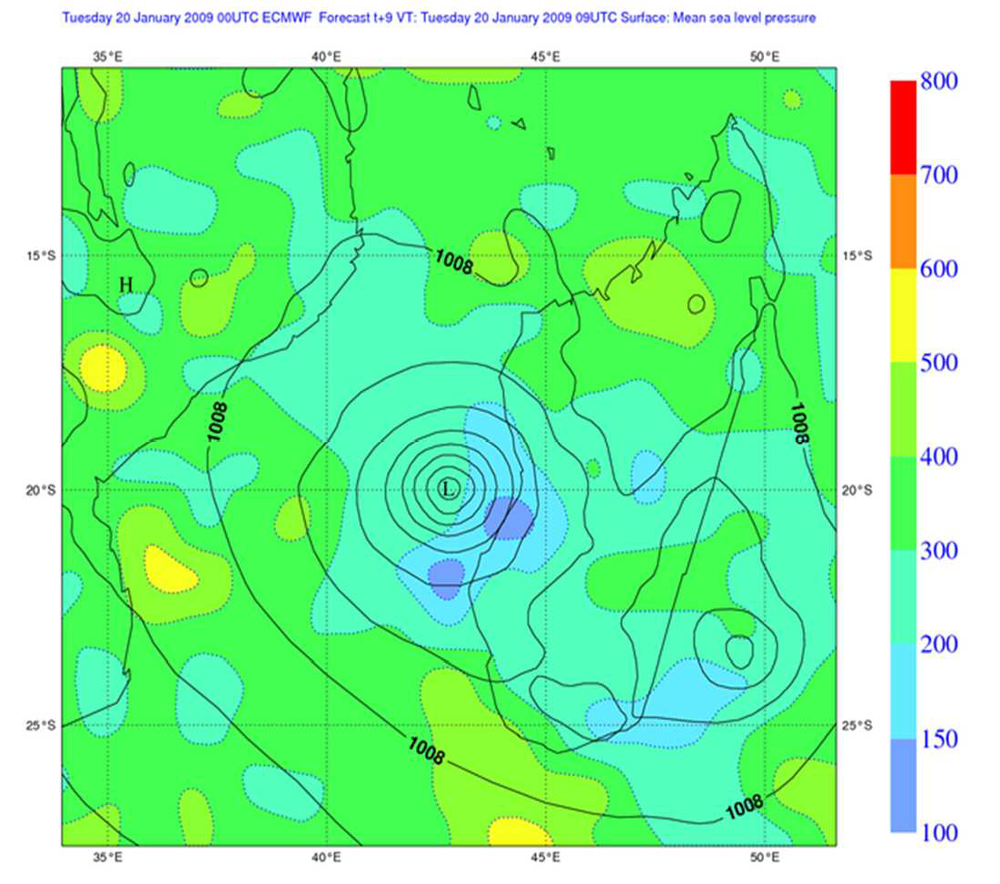 Tuesday 20 January 2009 00UTC ECMWF  Forecast t+9 VT: Tuesday 20 January 2009 09UTC Surface: Mean sea level pressure
35°E 40°E 45°E 50°E
800
700
600
500
400
300
200
150
100
15°S 1008 15°S
H
1008 1008
20°S L 20°S
25°S 25°S
1008
1008
35°E 40°E 45°E 50°E